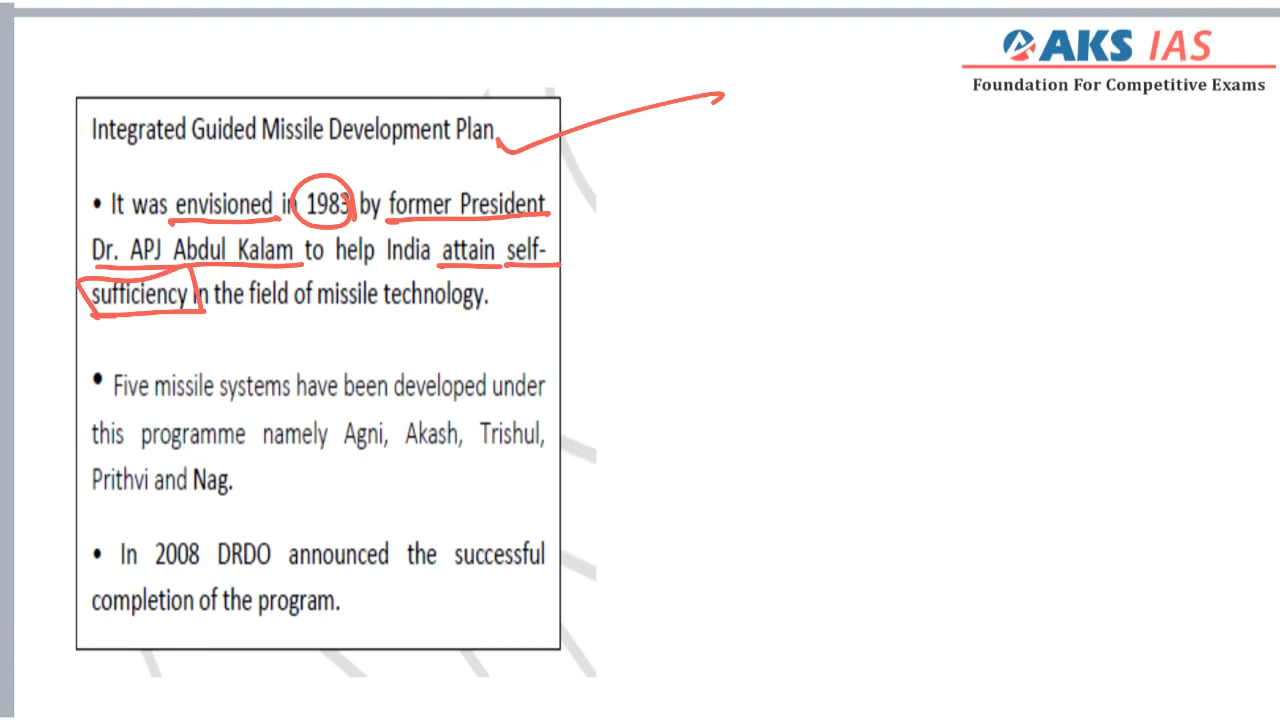 AKS IAS
Foundation For Competitive Exams
Integrated Guided Missile Development Plan
• It was envisioned in 1983 by former President
Dr. APJ Abdul Kalam to help India attain self-
sufficiency in the field of missile technology.
• Five missile systems have been developed under
this programme namely Agni, Akash, Trishul,
Prithvi and Nag.
• In 2008 DRDO announced the successful
completion of the program.